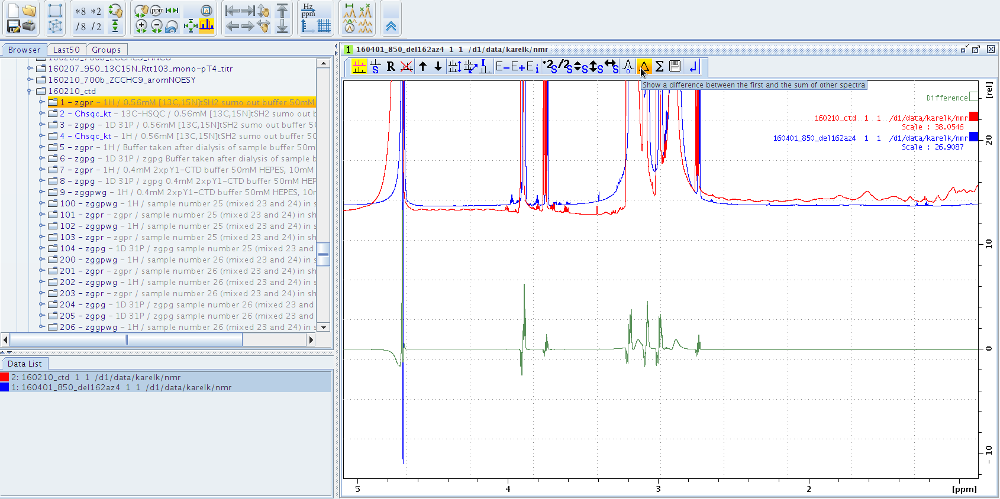 *8 *2
/8 /2
ppm
Hz
ppm
Browser
Last50
Groups
160207_950_13C15N_Rtt103_mono-pT4_titr
160210_700b_ZCCHC9_aromNOESY
160210_ctd
1 - zgpr - 1H / 0.56mM [13C,15N]tSH2 sumo out buffer 50mM
2 - Chsqc_kt - 13C-HSQC / 0.56mM [13C,15N]tSH2 sumo out b
3 - zgpg - 1D 31P / 0.56mM [13C,15N]tSH2 sumo out buffer 50
4 - Chsqc_kt - 1H / 0.56mM [13C,15N]tSH2 sumo out buffer 50
5 - zgpr - 1H / Buffer taken after dialysis of sample buffer 50m
6 - zgpg - 1D 31P / zgpg Buffer taken after dialysis of sample b
7 - zgpr - 1H / 0.4mM 2xpY1-CTD buffer 50mM HEPES, 10mM
8 - zgpg - 1D 31P / zgpg 0.4mM 2xpY1-CTD buffer 50mM HEP
9 - zggpwg - 1H / 0.4mM 2xpY1-CTD buffer 50mM HEPES, 10m
100 - zggpwg - 1H / sample number 25 (mixed 23 and 24) in s
101 - zgpr - zgpr / sample number 25 (mixed 23 and 24) in sh
102 - zggpwg - 1H / sample number 25 (mixed 23 and 24) in s
103 - zgpr - zgpr / sample number 25 (mixed 23 and 24) in sh
104 - zgpg - 1D 31P / zgpg sample number 25 (mixed 23 and
200 - zggpwg - 1H / sample number 26 (mixed 23 and 24) in s
201 - zgpr - zgpr / sample number 26 (mixed 23 and 24) in sh
202 - zggpwg - 1H / sample number 26 (mixed 23 and 24) in s
203 - zgpr - zgpr / sample number 26 (mixed 23 and 24) in sh
204 - zgpg - 1D 31P / zgpg sample number 26 (mixed 23 and
205 - zgpg - 1D 31P / zgpg sample number 26 (mixed 23 and
206 - zggpwg - 1H / sample number 26 (mixed 23 and 24) in s
Data List
2: 160210_ctd 1 1 /d1/data/karelk/nmr
1: 160401_850_del162az4 1 1 /d1/data/karelk/nmr
1 160401_850_del162az4 1 1 /d1/data/karelk/nmr
S R E- E+ Ei *2S /2S S S S Σ
Show a difference between the first and the sum of other spectra
Difference
160210_ctd 1 1 /d1/data/karelk/nmr
Scale : 38.0546
160401_850_del162az4 1 1 /d1/data/karelk/nmr
Scale : 26.9087
[rel]
20
10
0
-10
5 4 3 2 [ppm]